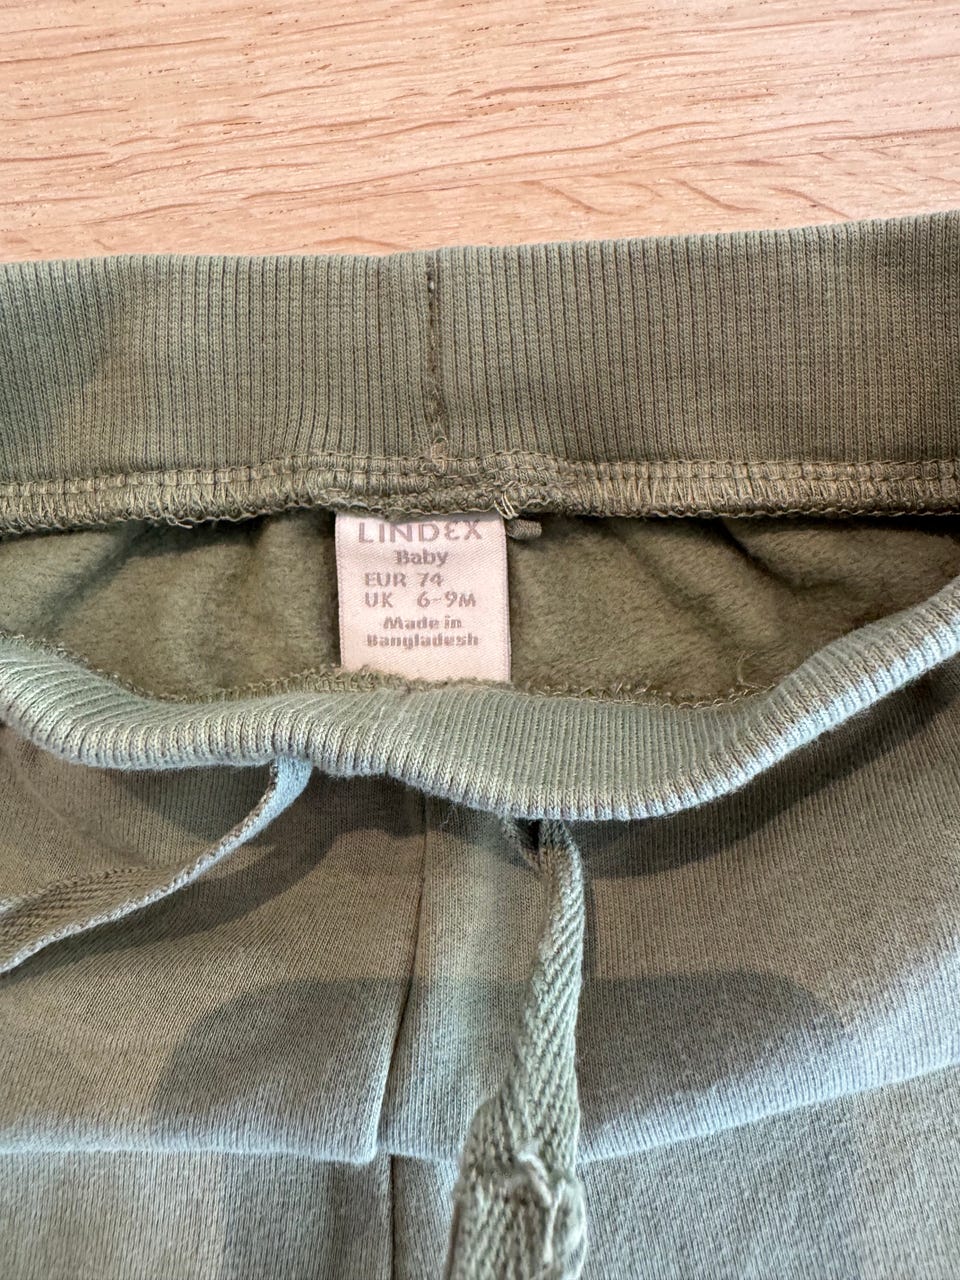 LINDEX
Baby
EUR 74
UK 6-9M
Made in
Bangladesh